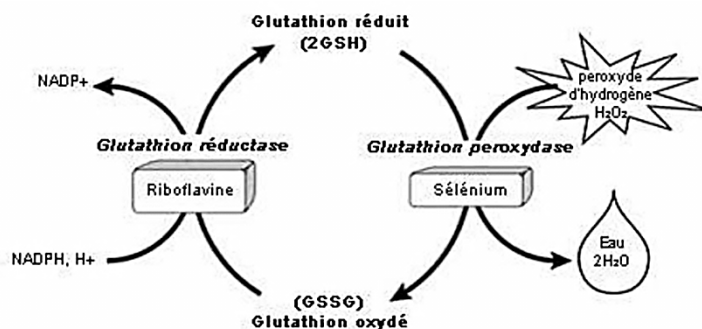 Glutathion réduit
(2GSH)
NADP+
peroxyde
d'hydrogène
H₂O₂
Glutathion réductase
Glutathion peroxydase
Riboflavine
Sélénium
NADPH, H+
Eau
2H₂O
(GSSG)
Glutathion oxydé